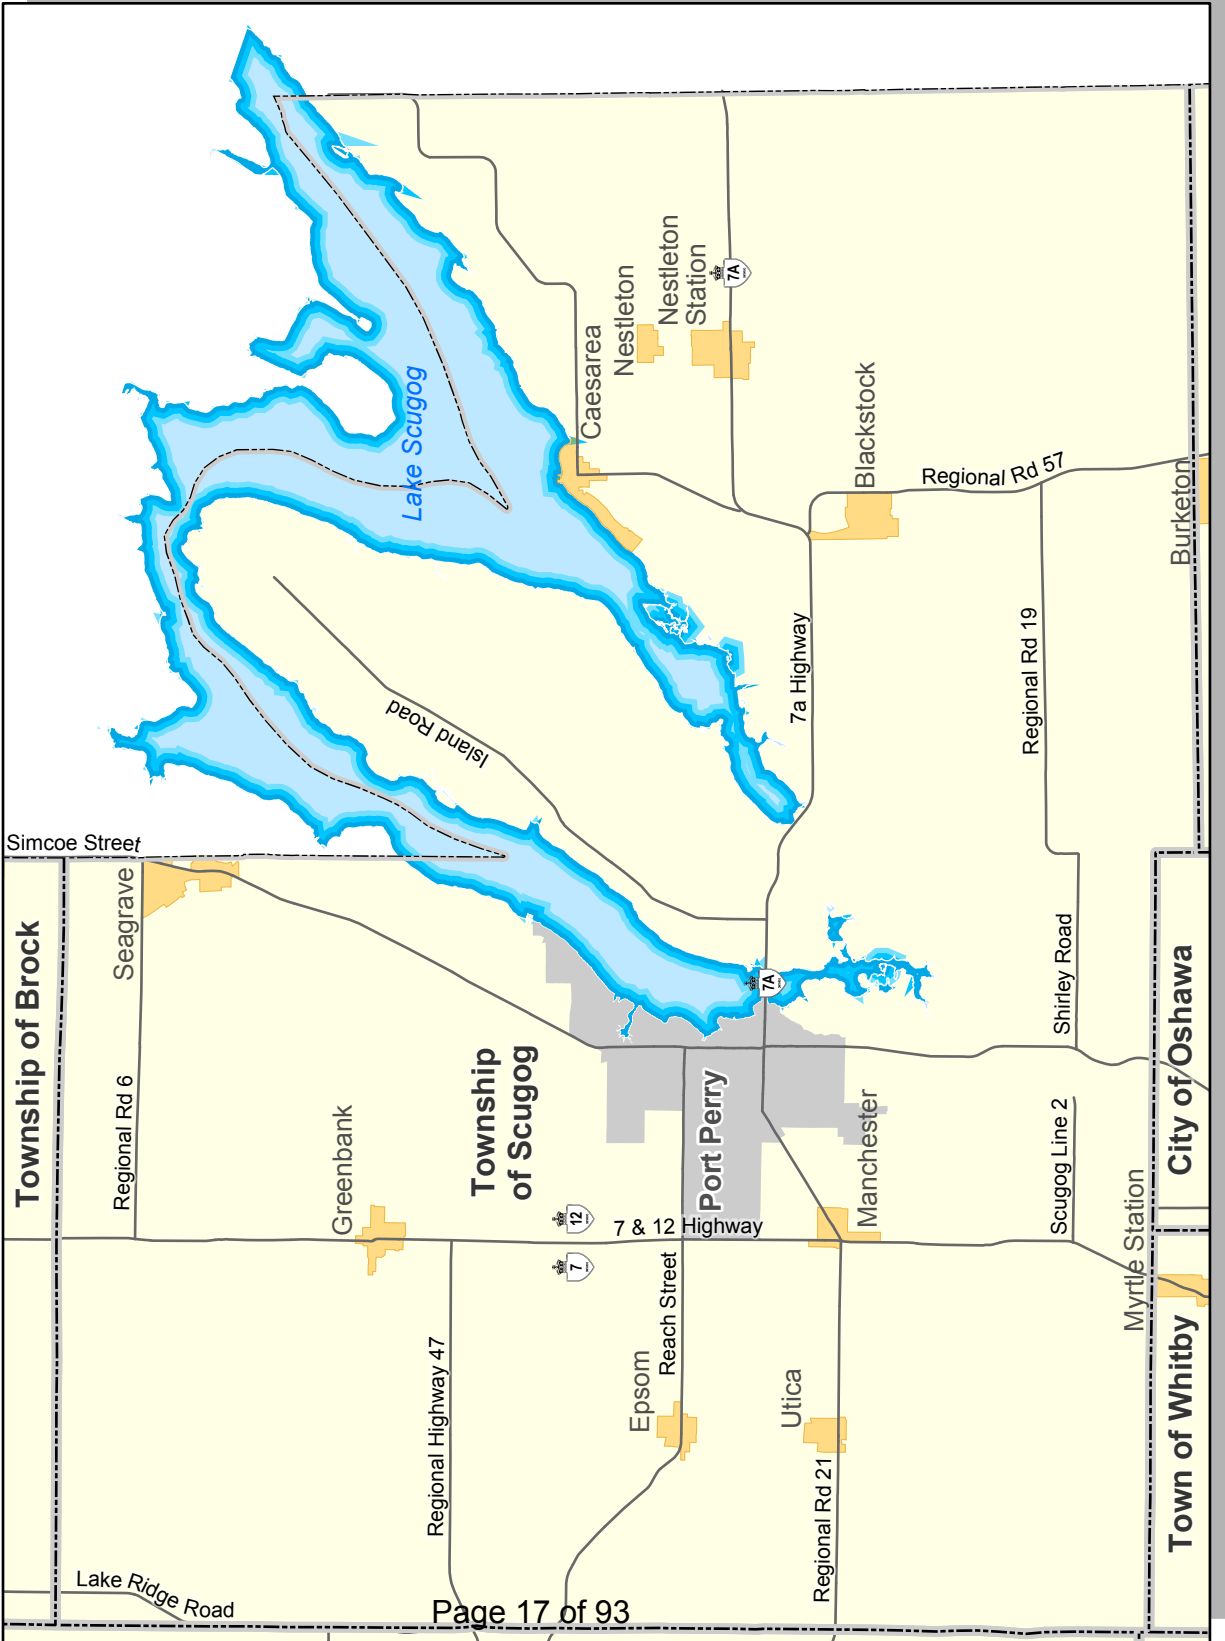 Lake Scugog
Nestleton
Station
7A
Nestleton
Caesarea
Blackstock
Regional Rd 57
Burketon
7a Highway
Regional Rd 19
Island Road
Simcoe Street
Seagrave
Township of Brock
Regional Rd 6
Greenbank
Township
of Scugog
7A
Port Perry
Shirley Road
City of Oshawa
Manchester
Scugog Line 2
Myrtle Station
12
7
7 & 12 Highway
Reach Street
Epsom
Utica
Regional Highway 47
Regional Rd 21
Town of Whitby
Lake Ridge Road
Page 17 of 93